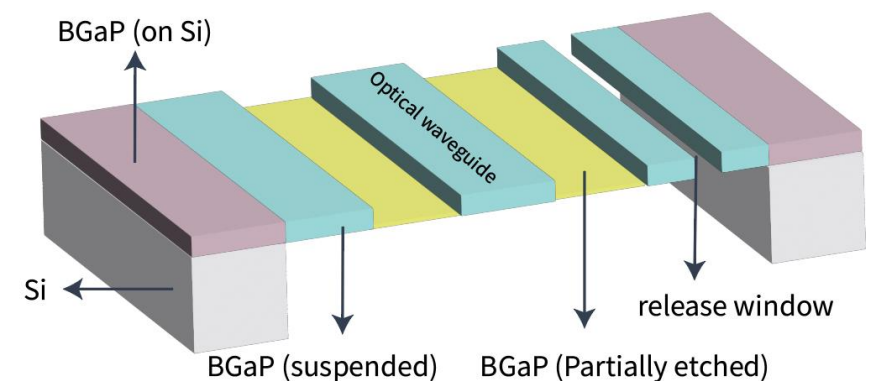 BGaP (on Si)
Optical waveguide
Si
release window
BGaP (suspended)
BGaP (Partially etched)